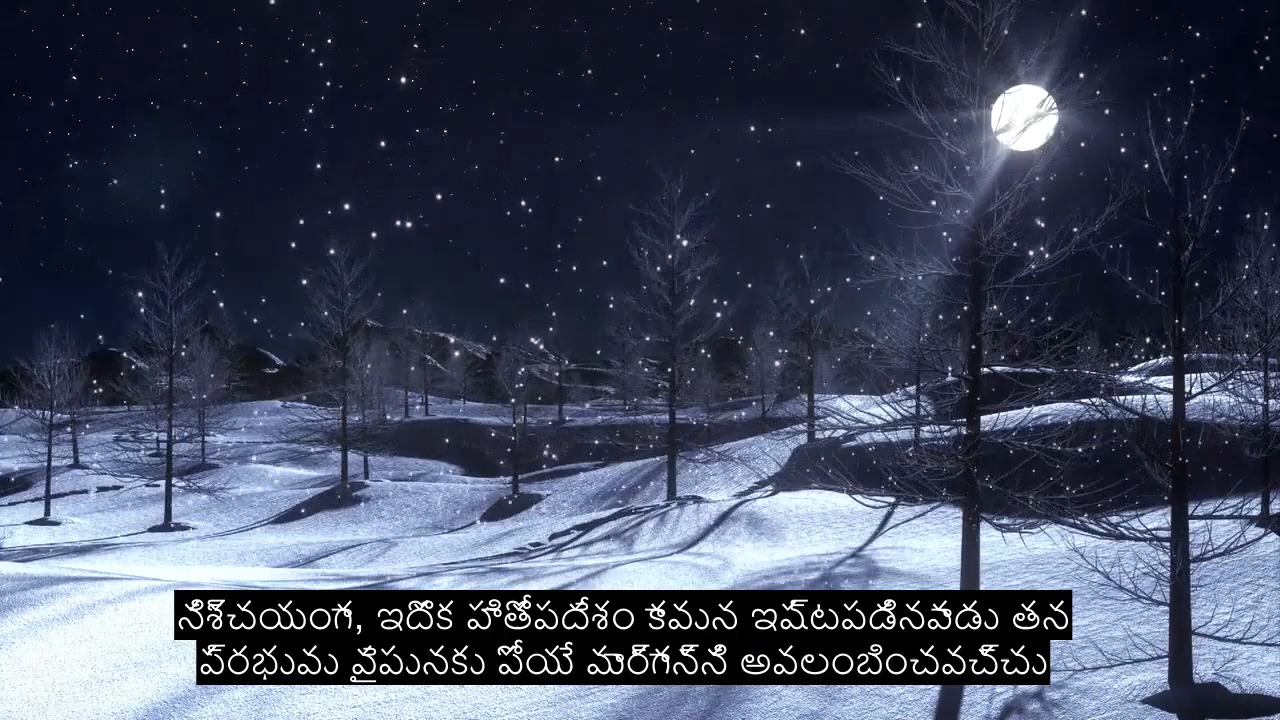 నిశ్చయంగా, ఇదొక హితోపదేశం కావున ఇష్టపడినవాడు తన
ప్రభువు వైపునకు పోయే మార్గాన్ని అవలంబించవచ్చు